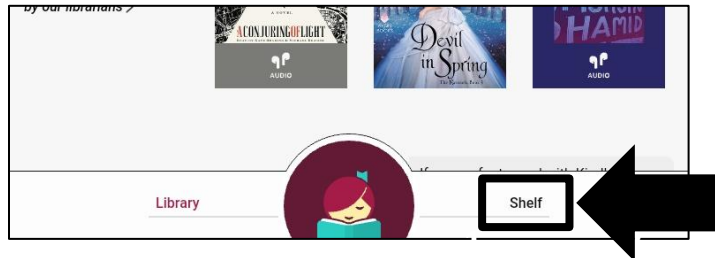 by our librarians >
A CONJURING OF LIGHT
A NOVEL
AUDIO
Devil
in Spring
HAMID
AUDIO
Library
Shelf